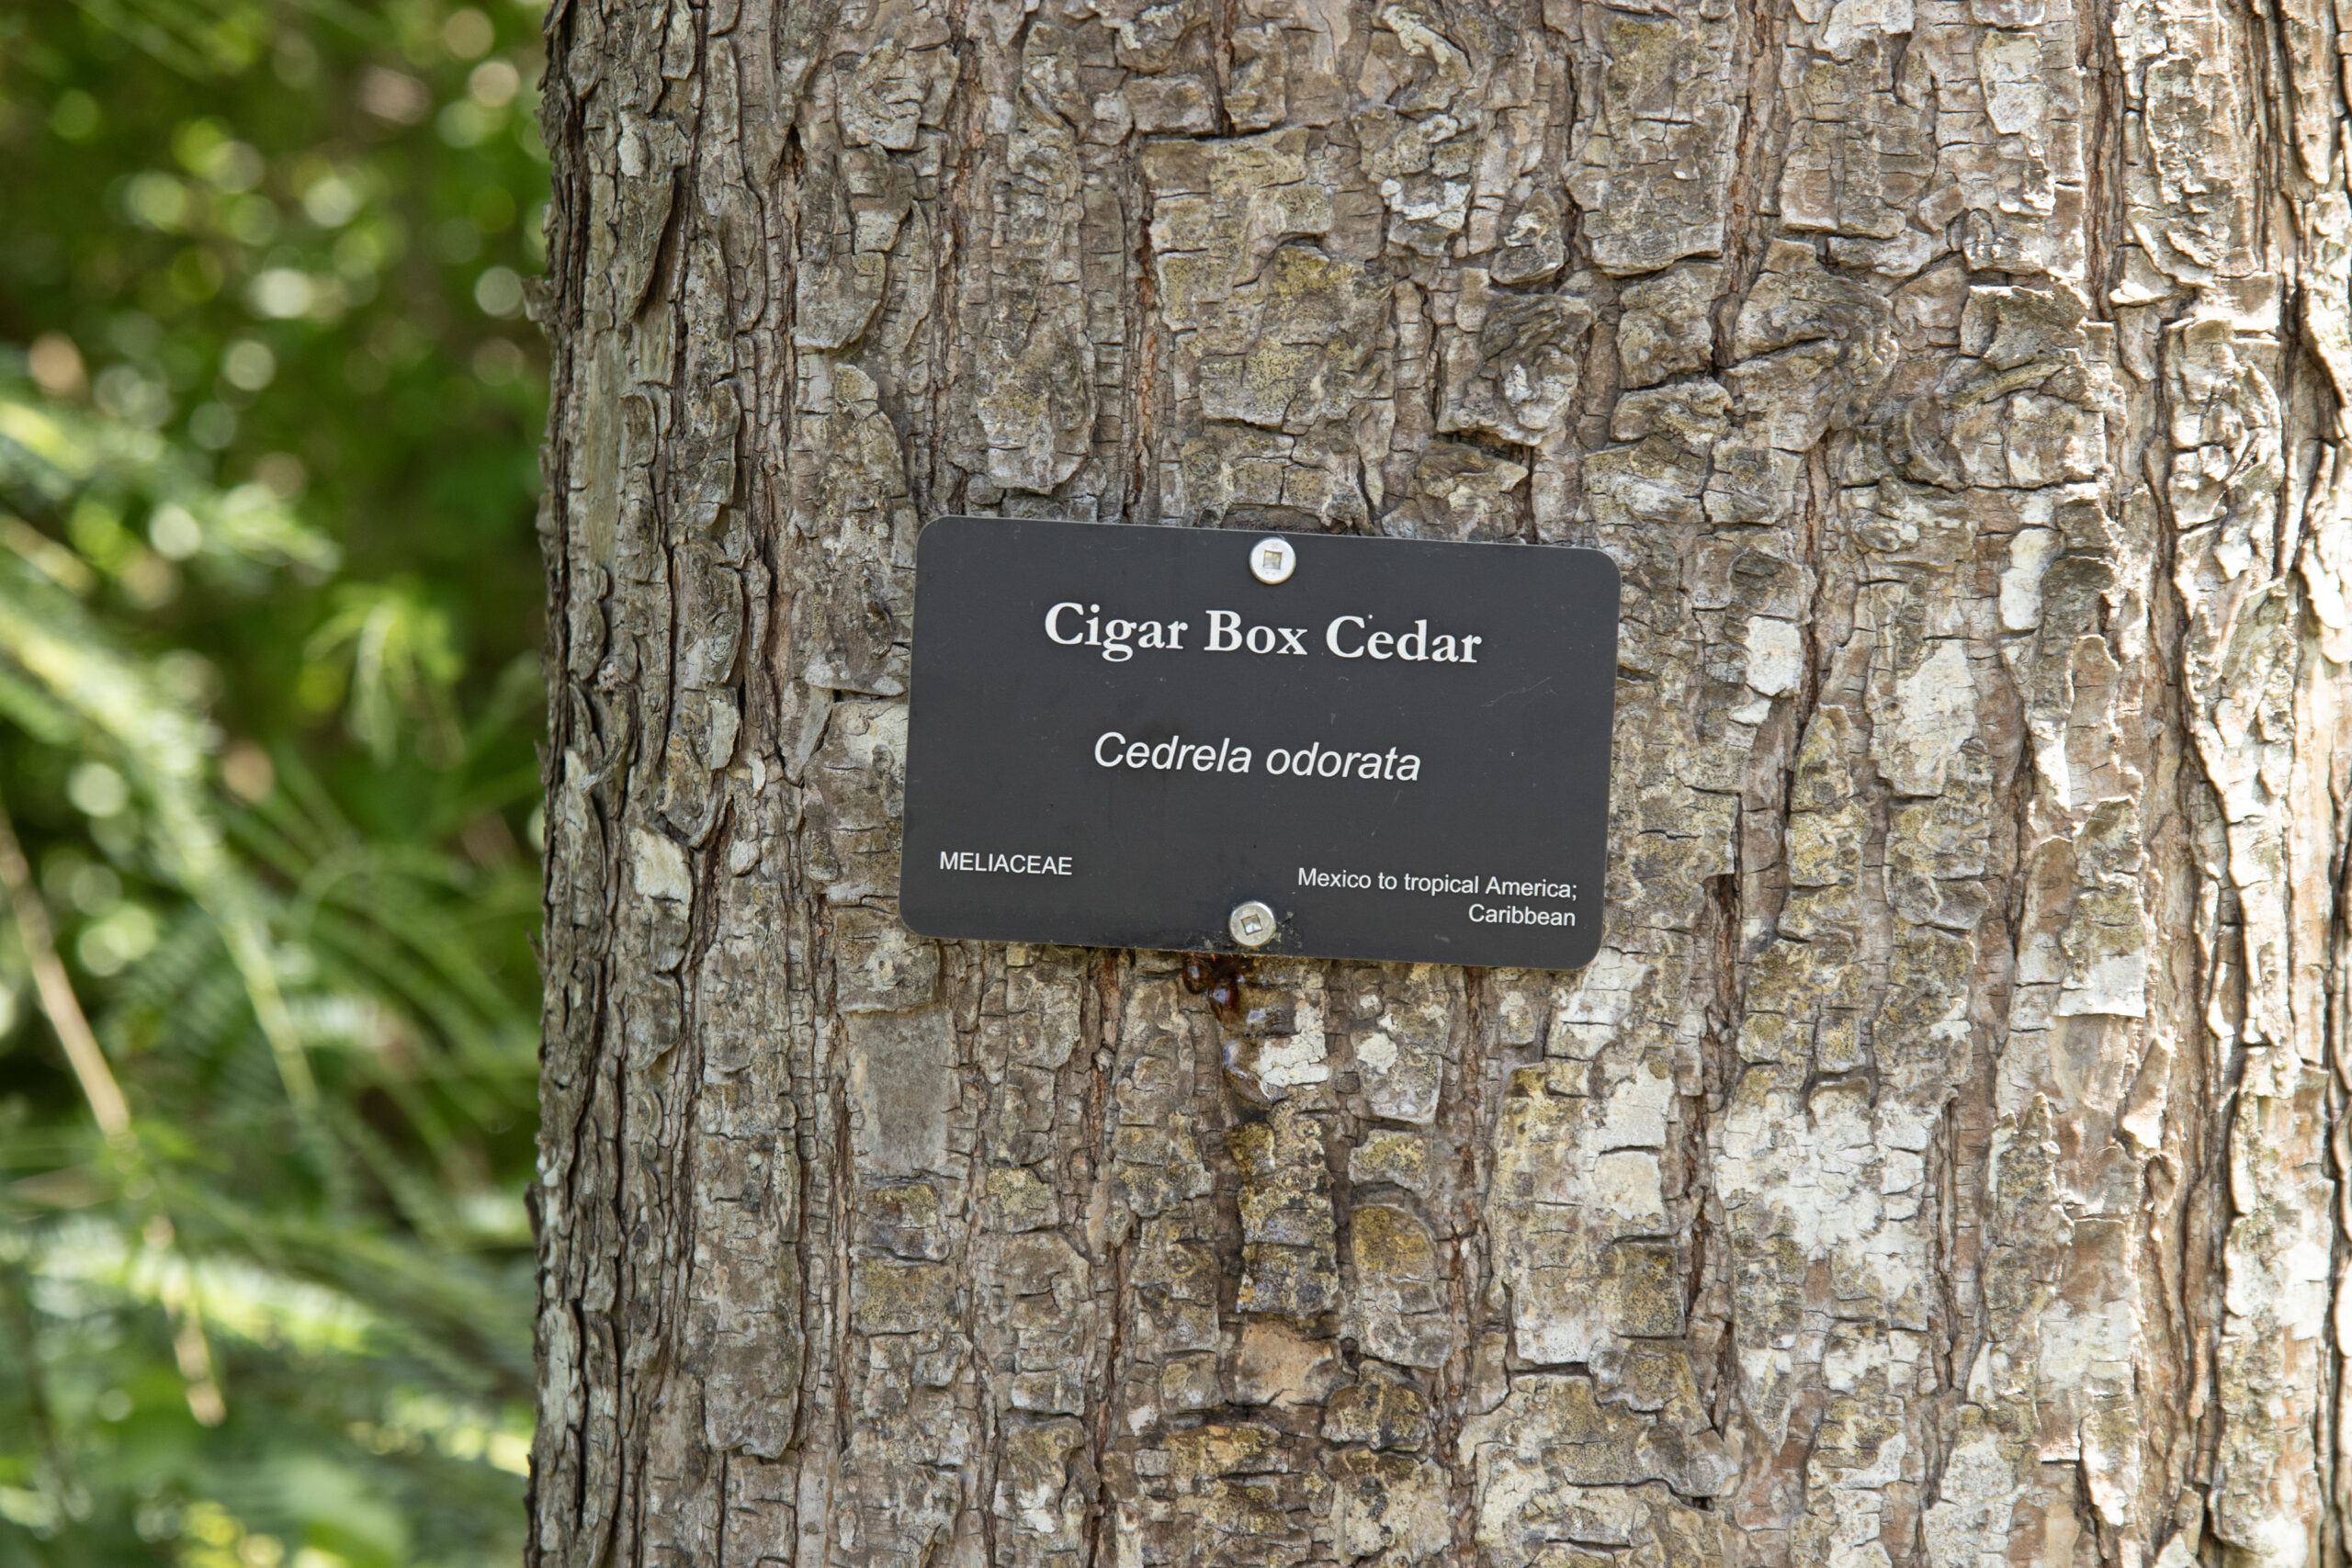 Cigar Box Cedar
Cedrela odorata
MELIACEAE
Mexico to tropical America;
Caribbean